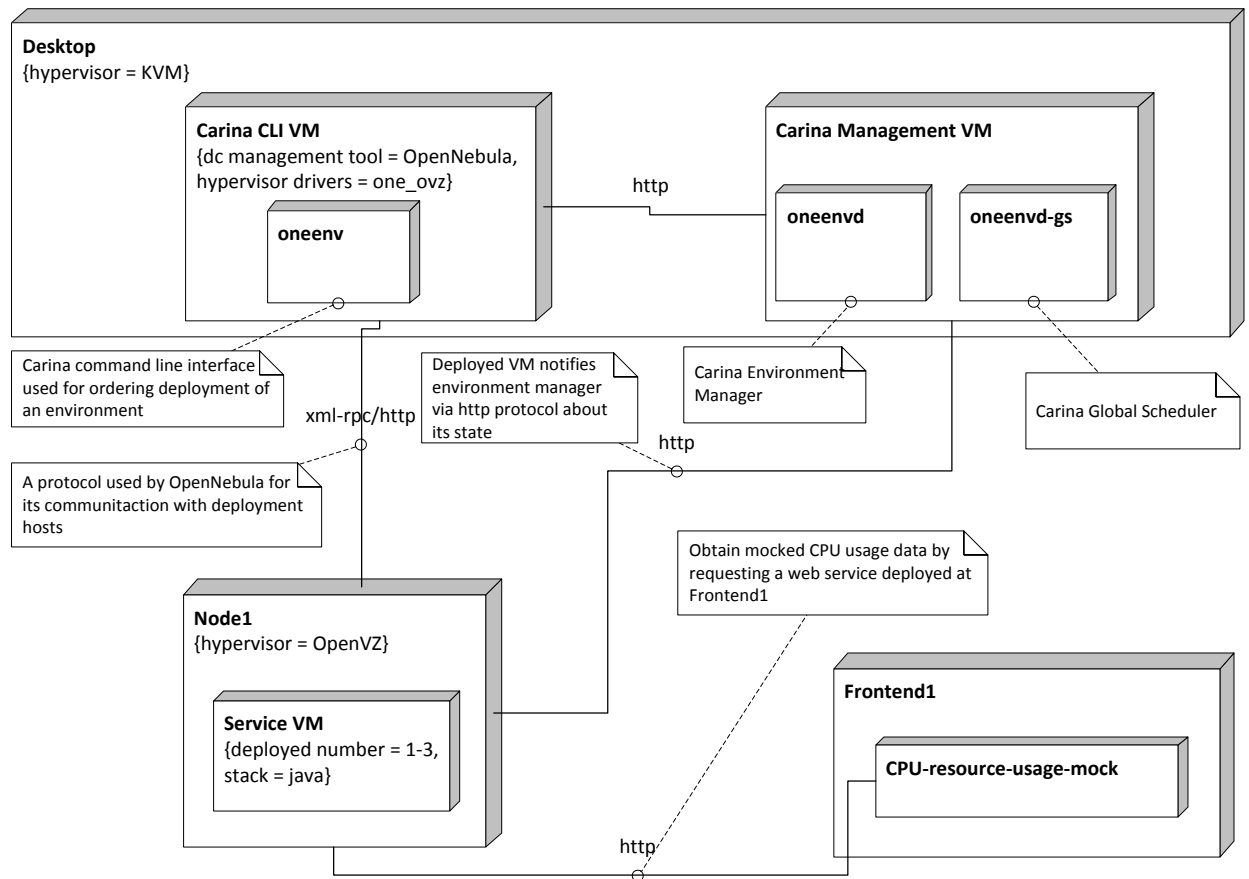 Desktop
{hypervisor = KVM}
Carina CLI VM
{dc management tool = OpenNebula,
hypervisor drivers = one_ovz}
oneenv
http
Carina Management VM
oneenvd
oneenvd-gs
Carina command line interface
used for ordering deployment of
an environment
Deployed VM notifies
environment manager
via http protocol about
its state
Carina Environment
Manager
Carina Global Scheduler
xml-rpc/http
http
A protocol used by OpenNebula for
its communitaction with deployment
hosts
Obtain mocked CPU usage data by
requesting a web service deployed at
Frontend1
Node1
{hypervisor = OpenVZ}
Service VM
{deployed number = 1-3,
stack = java}
Frontend1
CPU-resource-usage-mock
http